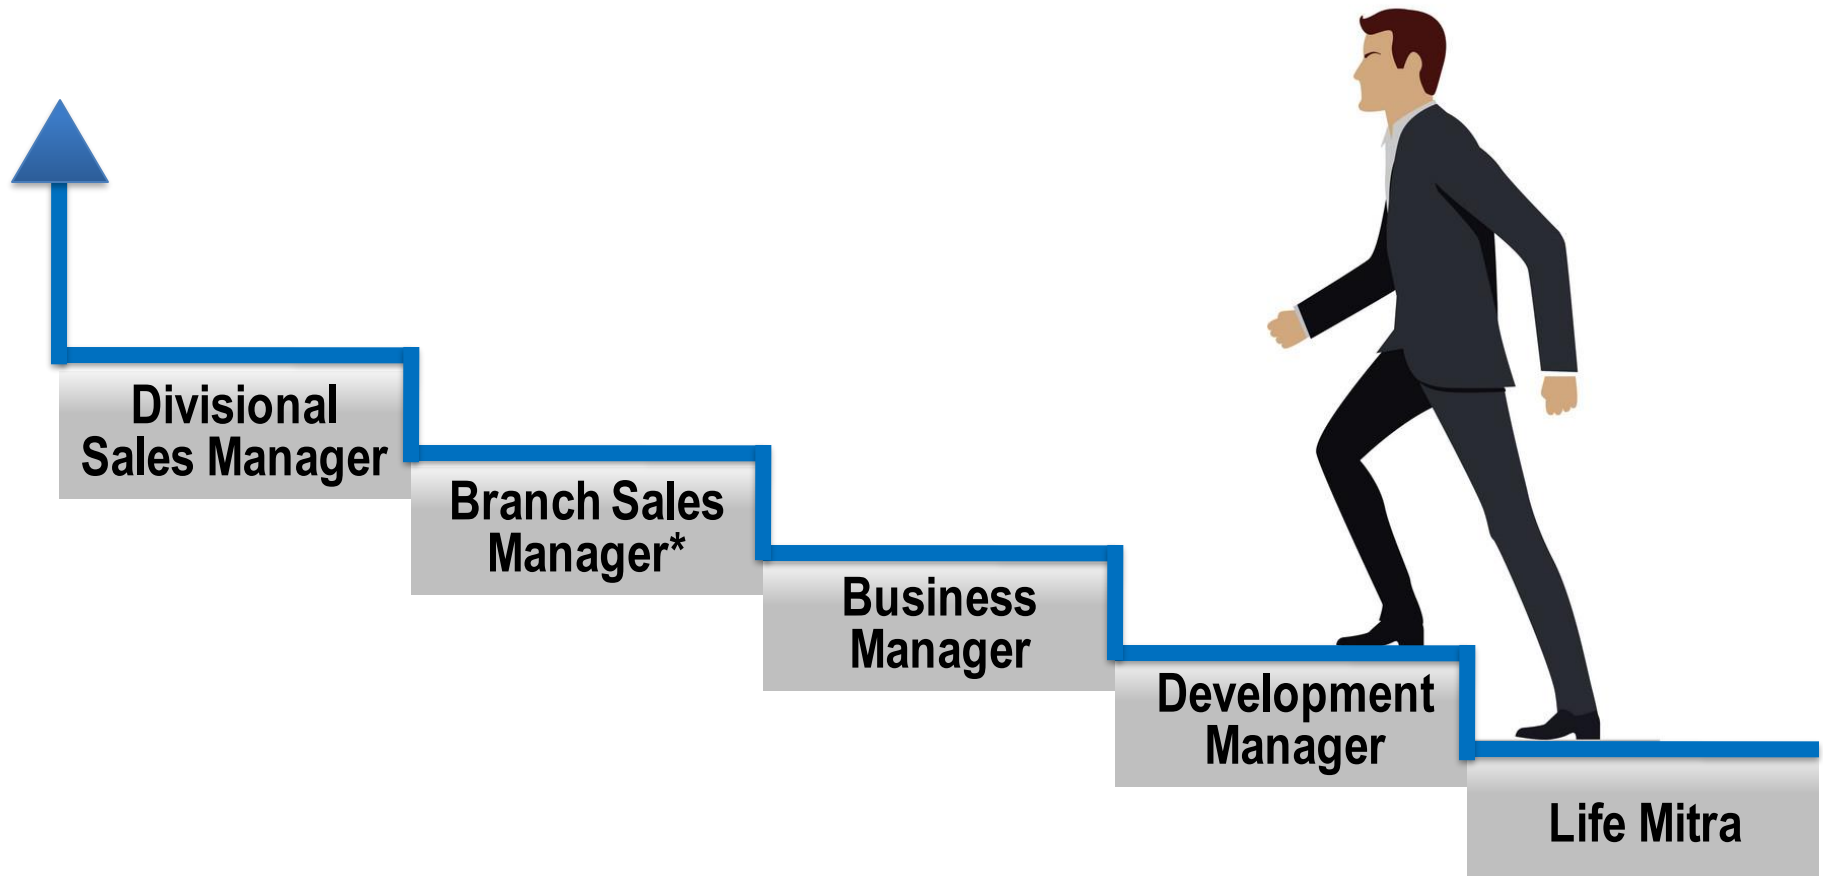 Divisional
Sales Manager
Branch Sales
Manager*
Business
Manager
Development
Manager
Life Mitra